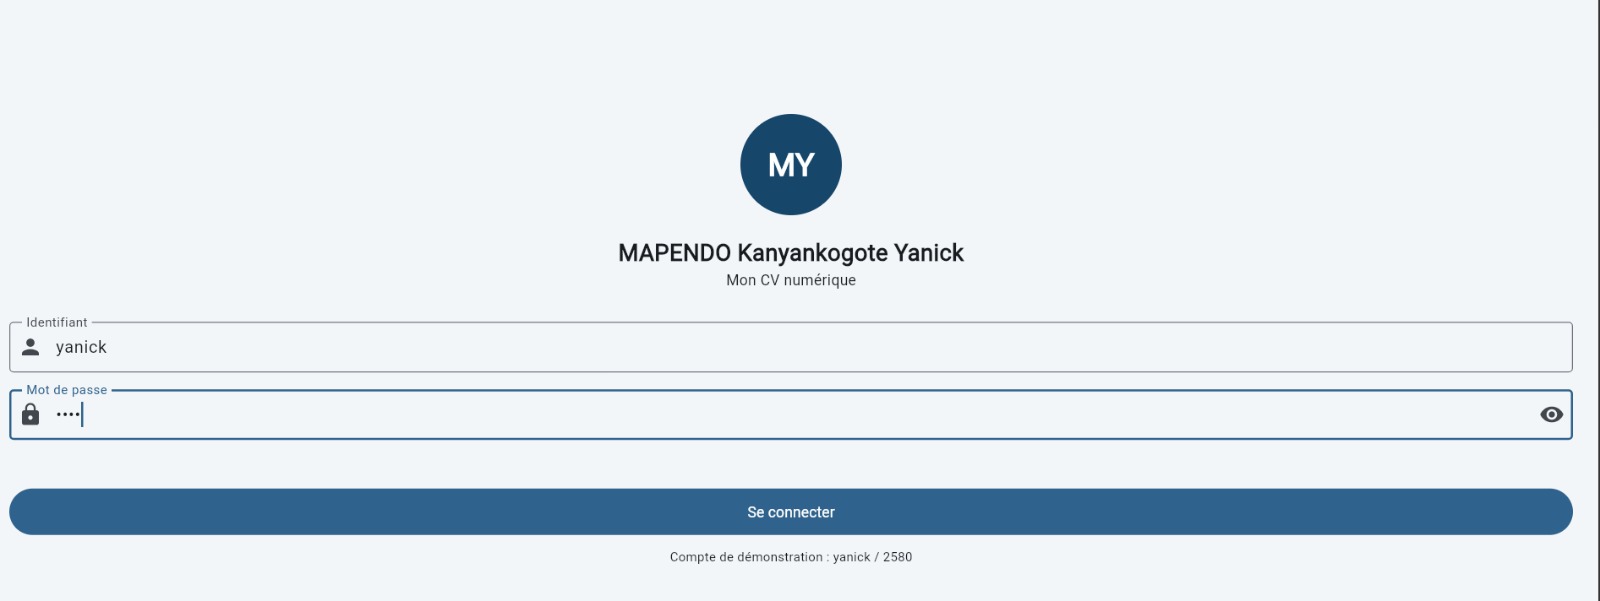 MY
MAPENDO Kanyankogote Yanick
Mon CV numérique
Identifiant
yanick
Mot de passe
••••
Se connecter
Compte de démonstration : yanick / 2580